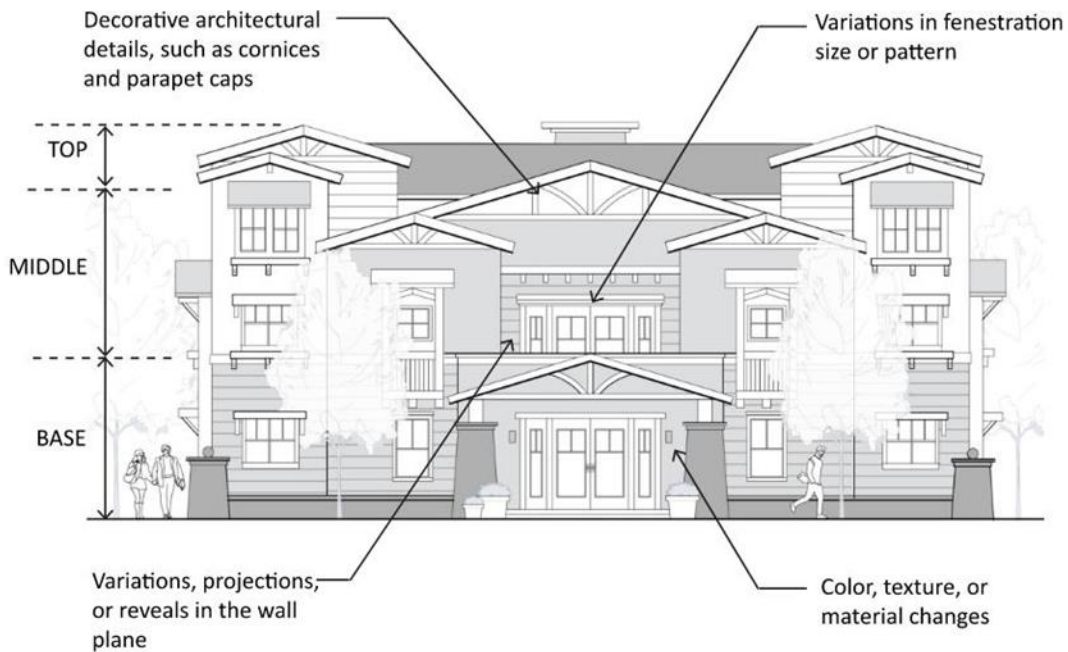 Decorative architectural
details, such as cornices
and parapet caps
Variations in fenestration
size or pattern
TOP
MIDDLE
BASE
Variations, projections,
or reveals in the wall
plane
Color, texture, or
material changes